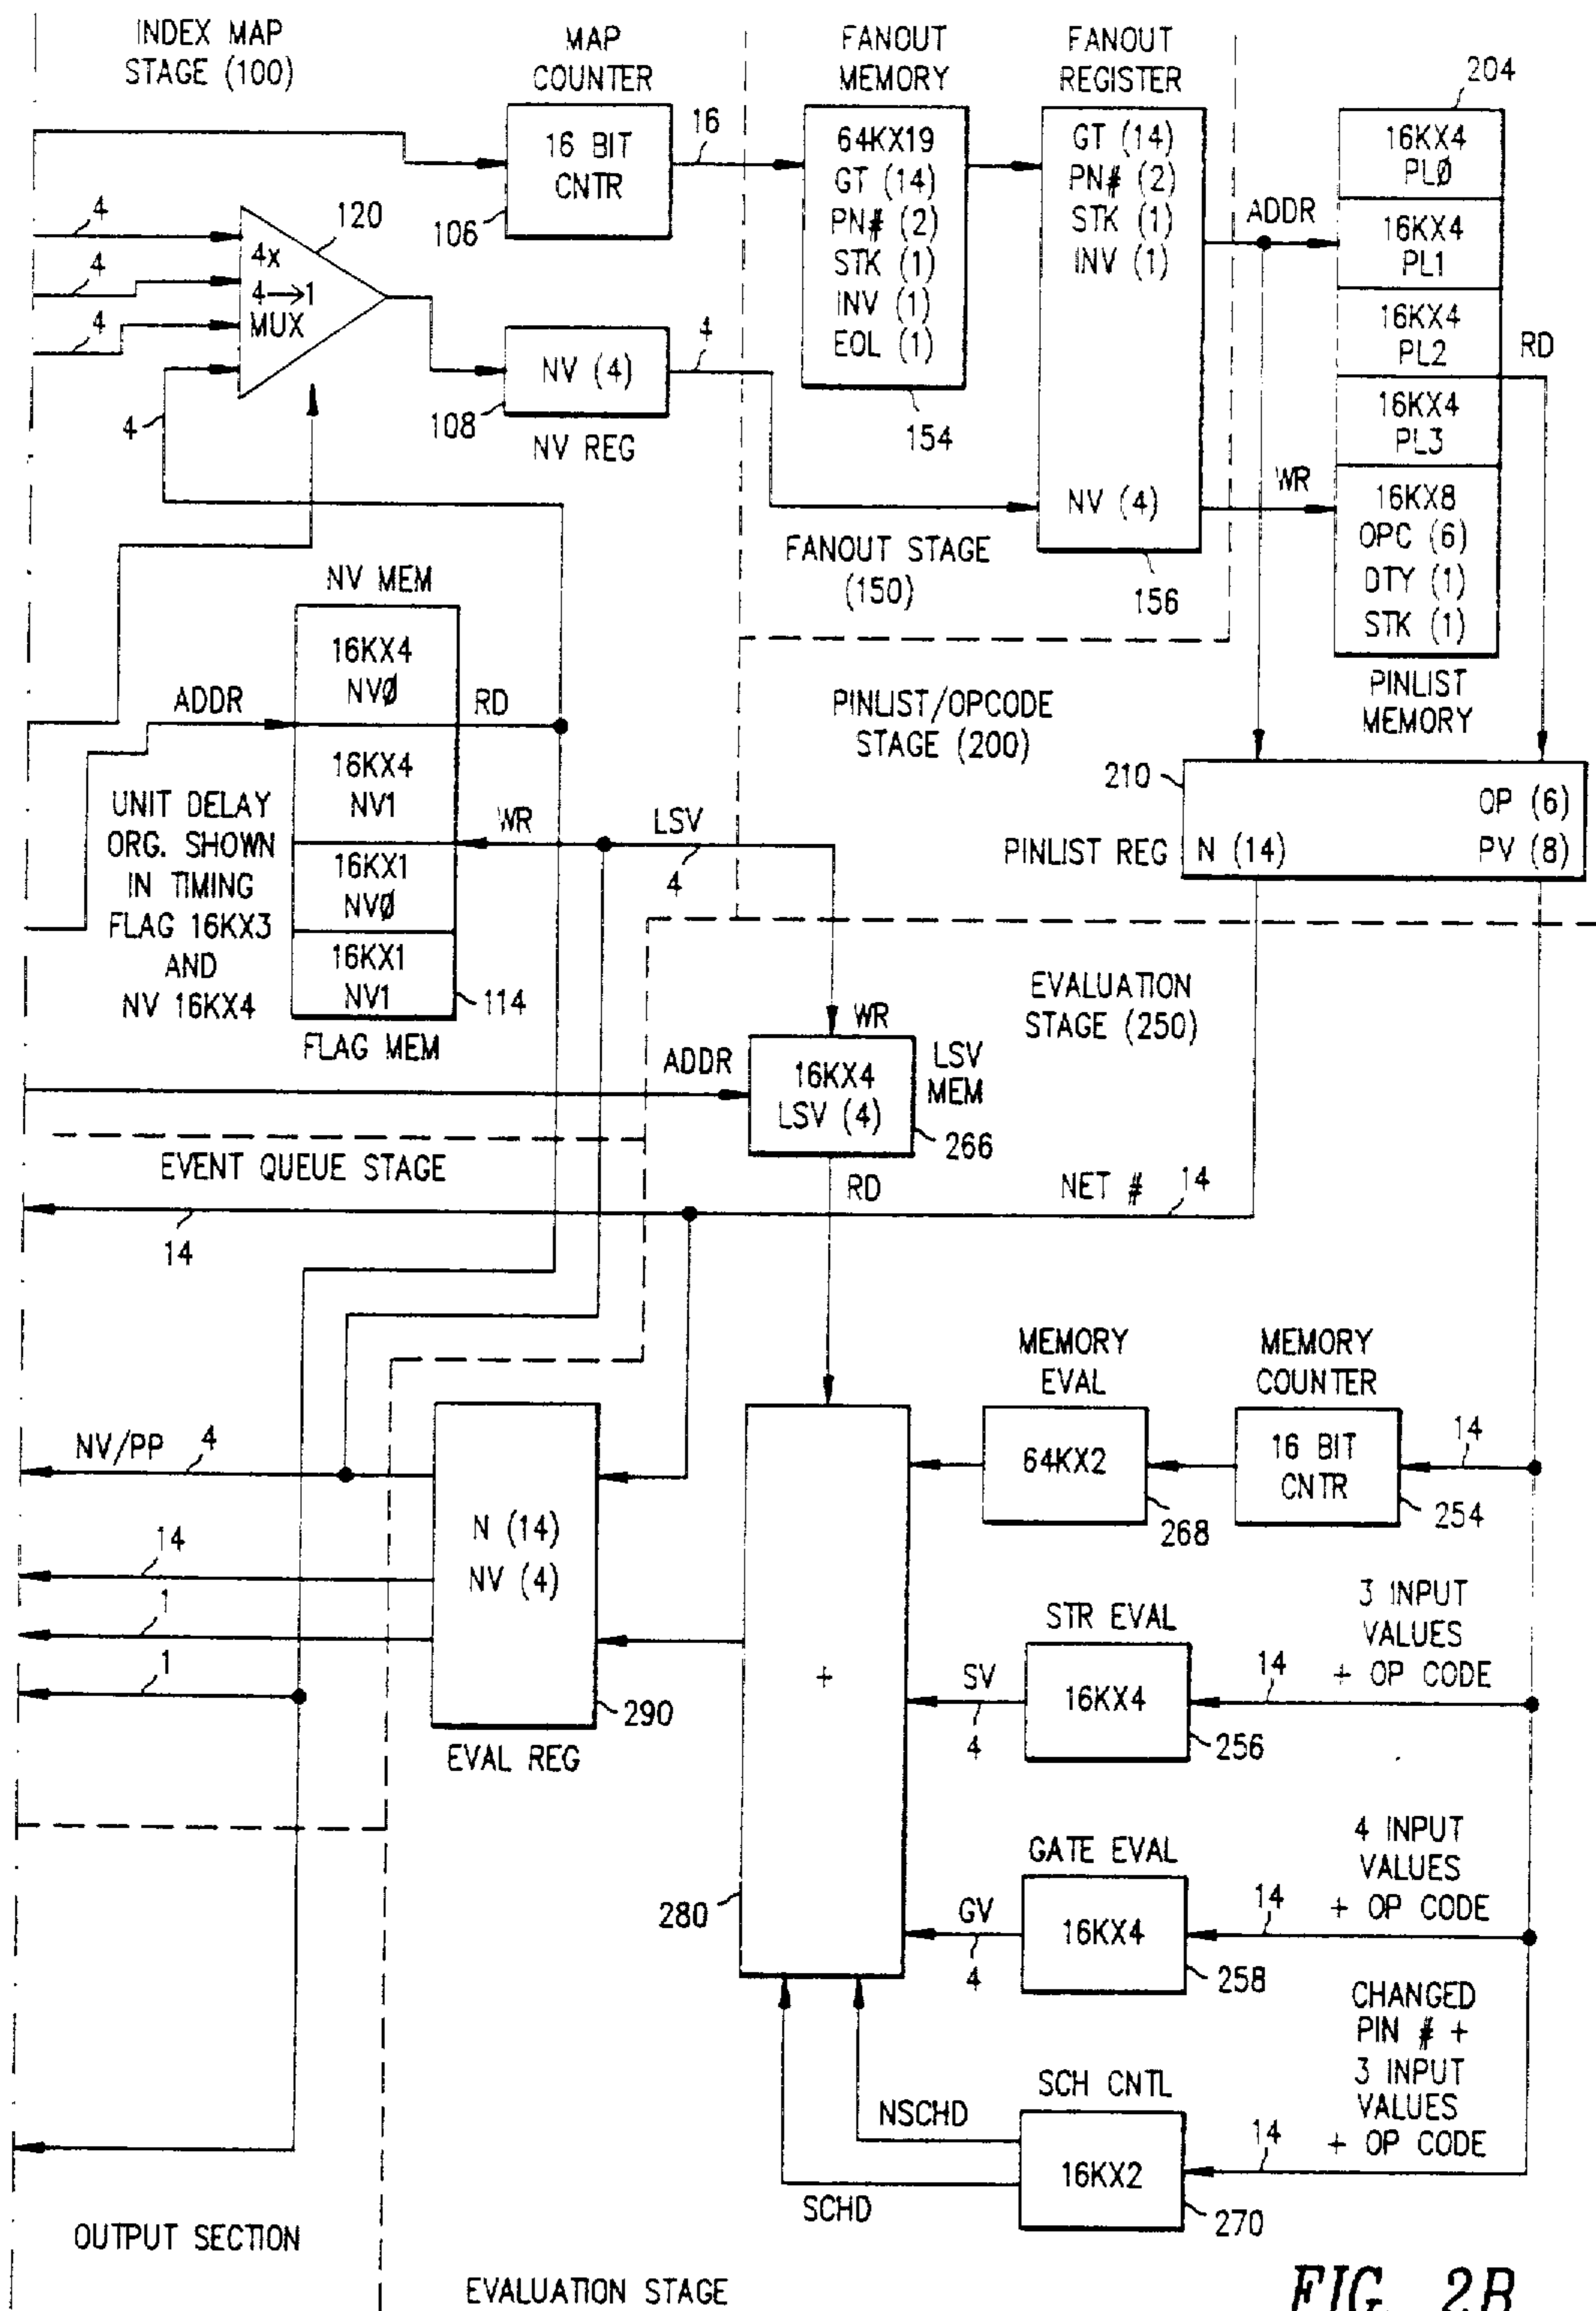 INDEX MAP
STAGE (100)
MAP
COUNTER
16 BIT
CNTR
106
16
FANOUT
MEMORY
64KX19
GT (14)
PN# (2)
STK (1)
INV (1)
EOL (1)
154
FANOUT
REGISTER
GT (14)
PN# (2)
STK (1)
INV (1)
NV (4)
156
204
16KX4
PLØ
16KX4
PL1
16KX4
PL2
16KX4
PL3
16KX8
OPC (6)
DTY (1)
STK (1)
PINLIST
MEMORY
ADDR
WR
RD
4
4
4
4
4x
4→1
MUX
120
NV (4)
108
NV REG
4
FANOUT STAGE
(150)
NV MEM
16KX4
NVØ
16KX4
NV1
16KX1
NVØ
16KX1
NV1
114
FLAG MEM
ADDR
RD
WR
LSV
4
UNIT DELAY
ORG. SHOWN
IN TIMING
FLAG 16KX3
AND
NV 16KX4
PINLIST/OPCODE
STAGE (200)
210
PINLIST REG
N (14)
OP (6)
PV (8)
EVALUATION
STAGE (250)
WR
ADDR
16KX4
LSV (4)
LSV
MEM
266
RD
EVENT QUEUE STAGE
14
NET #
14
MEMORY
EVAL
64KX2
268
MEMORY
COUNTER
16 BIT
CNTR
254
14
NV/PP
4
14
1
1
N (14)
NV (4)
290
EVAL REG
+
280
STR EVAL
16KX4
256
SV
4
14
3 INPUT
VALUES
+ OP CODE
GATE EVAL
16KX4
258
GV
4
14
4 INPUT
VALUES
+ OP CODE
SCH CNTL
16KX2
270
NSCHD
SCHD
14
CHANGED
PIN # +
3 INPUT
VALUES
+ OP CODE
OUTPUT SECTION
EVALUATION STAGE
FIG. 2B